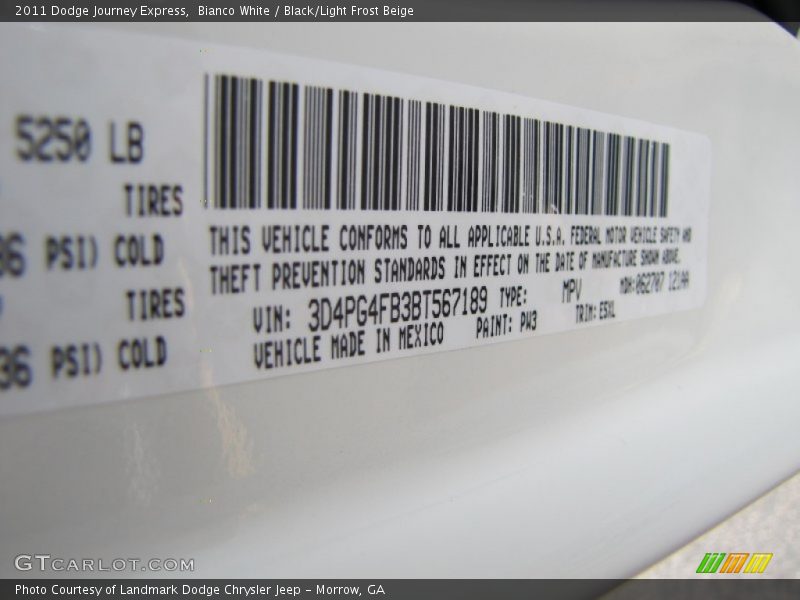 2011 Dodge Journey Express, Bianco White / Black/Light Frost Beige
5250 LB
TIRES
36 PSI) COLD
TIRES
36 PSI) COLD
THIS VEHICLE CONFORMS TO ALL APPLICABLE U.S.A. FEDERAL MOTOR VEHICLE SAFETY AND
THEFT PREVENTION STANDARDS IN EFFECT ON THE DATE OF MANUFACTURE SHOWN ABOVE.
VIN: 3D4PG4FB3BT567189 TYPE: MPV MDH:062707 121AA
VEHICLE MADE IN MEXICO PAINT: PW3 TRIM:
GTCARLOT.COM
Photo Courtesy of Landmark Dodge Chrysler Jeep – Morrow, GA